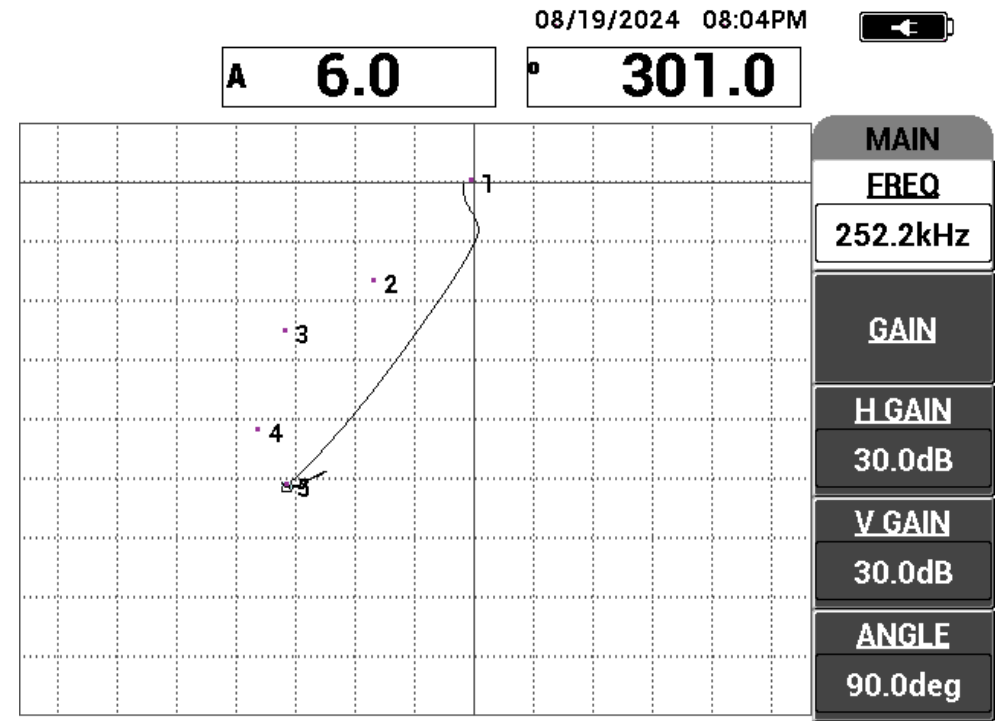 08/19/2024 08:04PM
A 6.0
° 301.0
MAIN
FREQ
252.2kHz
GAIN
H GAIN
30.0dB
V GAIN
30.0dB
ANGLE
90.0deg
1
2
3
4
5